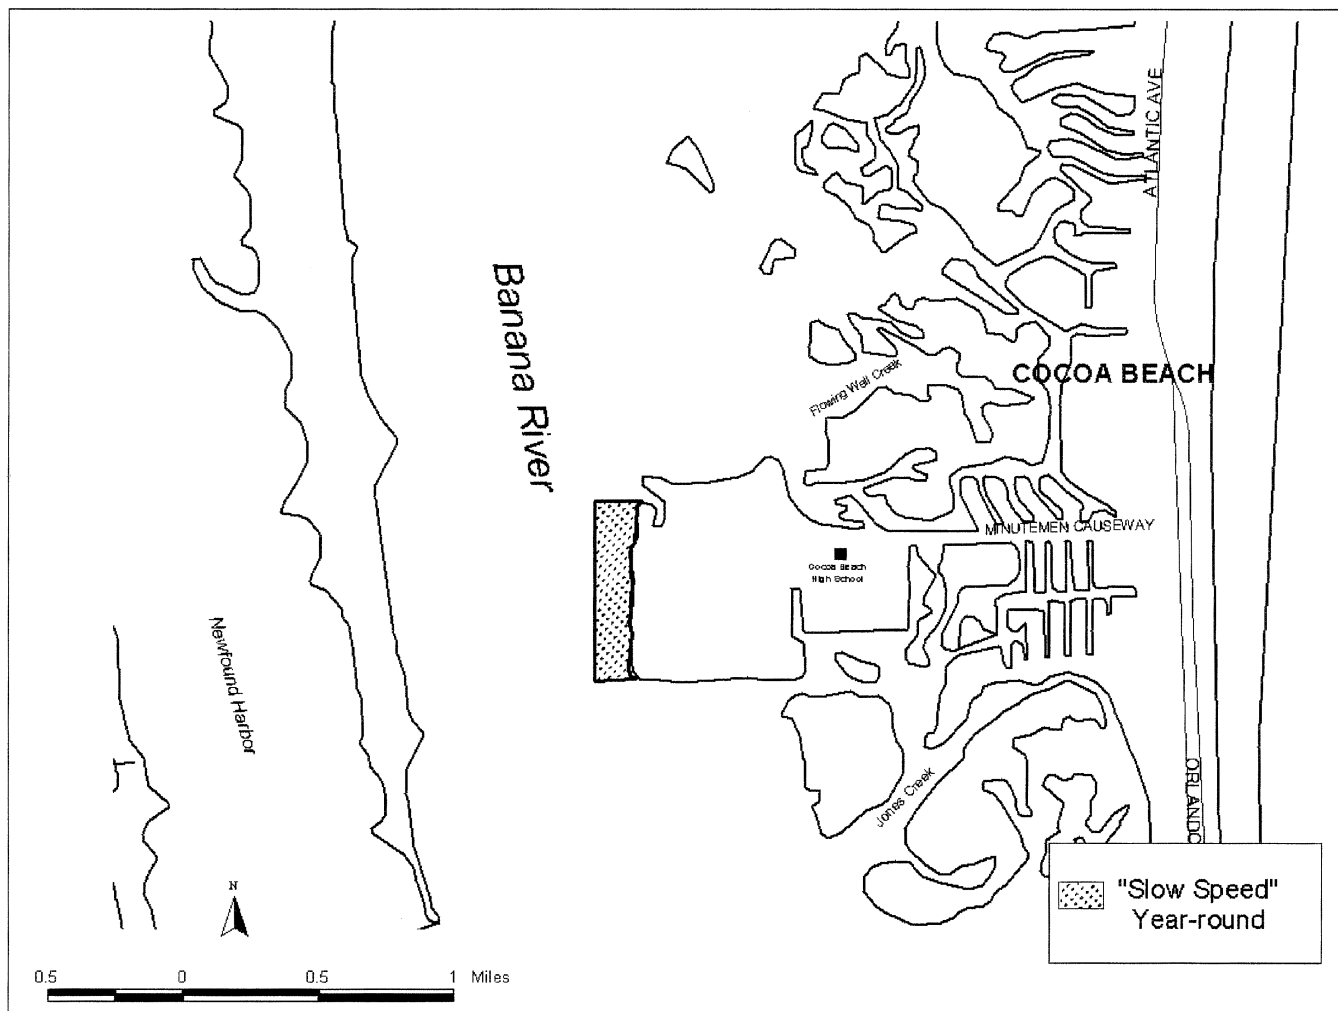 ATLANTIC AVE
Banana River
COCOA BEACH
Flowing Well Creek
MINUTEMEN CAUSEWAY
Cocoa Beach
High School
Newfound Harbor
Jones Creek
ORLANDO
"Slow Speed"
Year-round
N
0.5 0 0.5 1 Miles